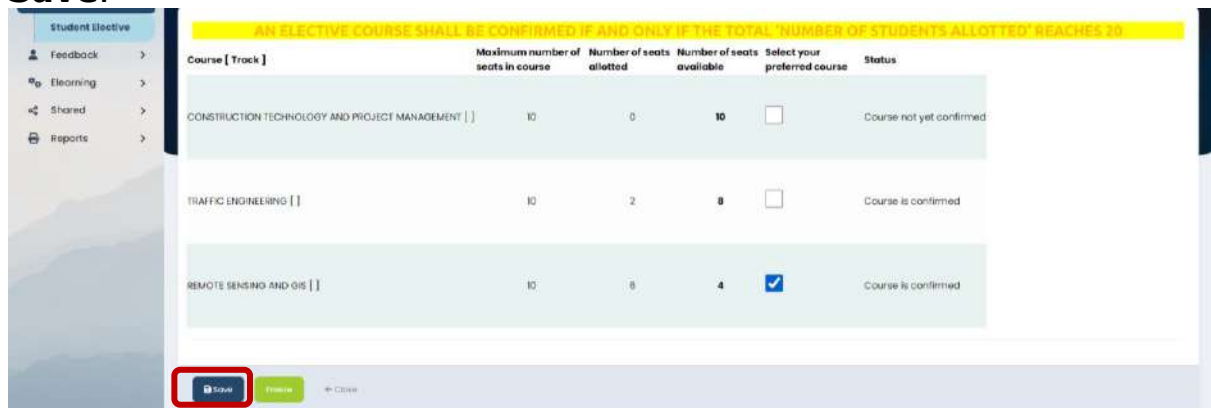 Save.
Student Elective
Feedback
Elearning
Shared
Reports
AN ELECTIVE COURSE SHALL BE CONFIRMED IF AND ONLY IF THE TOTAL 'NUMBER OF STUDENTS ALLOTTED' REACHES 20
Course [ Track ] Maximum number of seats in course Number of seats allotted Number of seats available Select your preferred course Status
CONSTRUCTION TECHNOLOGY AND PROJECT MANAGEMENT [ ] 10 0 10 Course not yet confirmed
TRAFFIC ENGINEERING [ ] 10 2 8 Course is confirmed
REMOTE SENSING AND GIS [ ] 10 4 Course is confirmed
Save Freeze ← Close